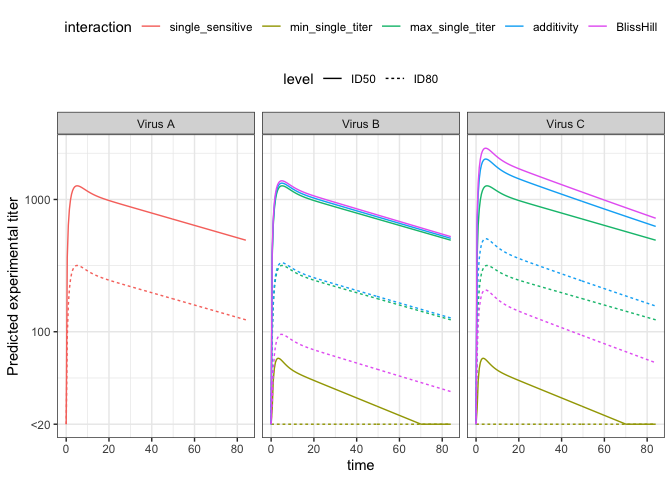 interaction single_sensitive min_single_titer max_single_titer additivity BlissHill
level ID50 ID80
Virus A Virus B Virus C
Predicted experimental titer
1000
100
<20
0 20 40 60 80 0 20 40 60 80 0 20 40 60 80
time